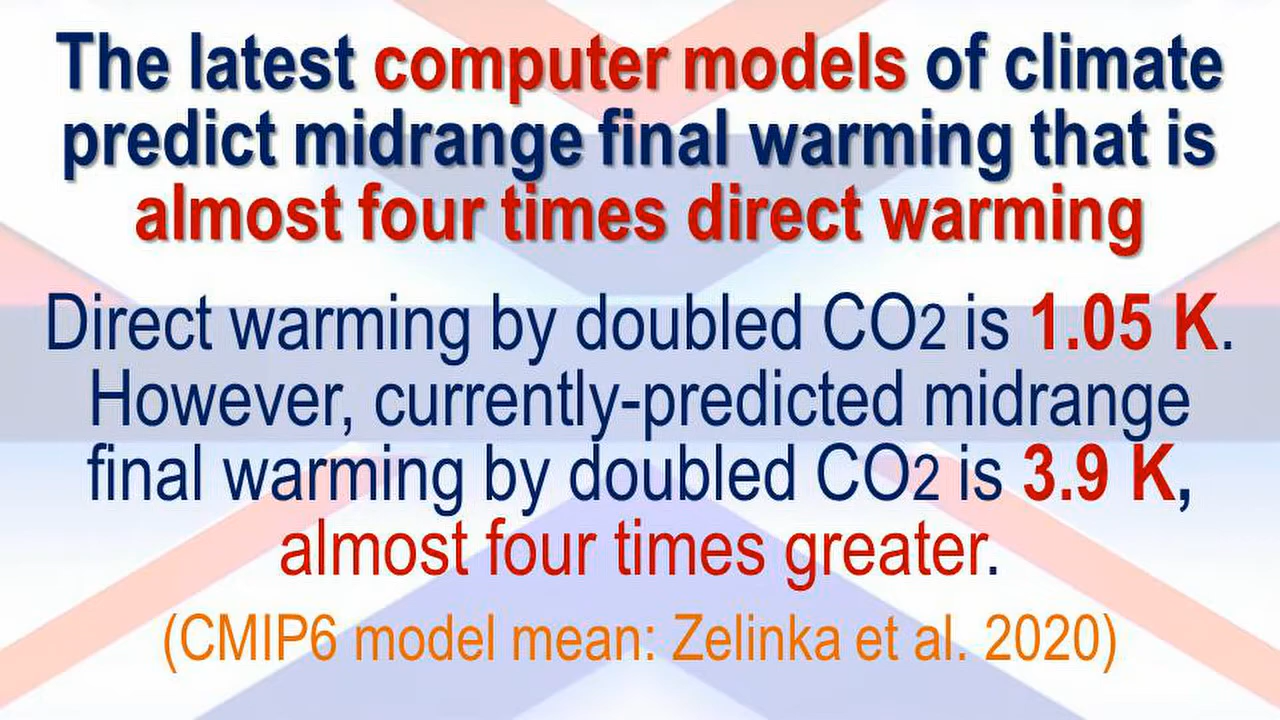 The latest computer models of climate
predict midrange final warming that is
almost four times direct warming
Direct warming by doubled CO2 is 1.05 K.
However, currently-predicted midrange
final warming by doubled CO2 is 3.9 K,
almost four times greater.
(CMIP6 model mean: Zelinka et al. 2020)